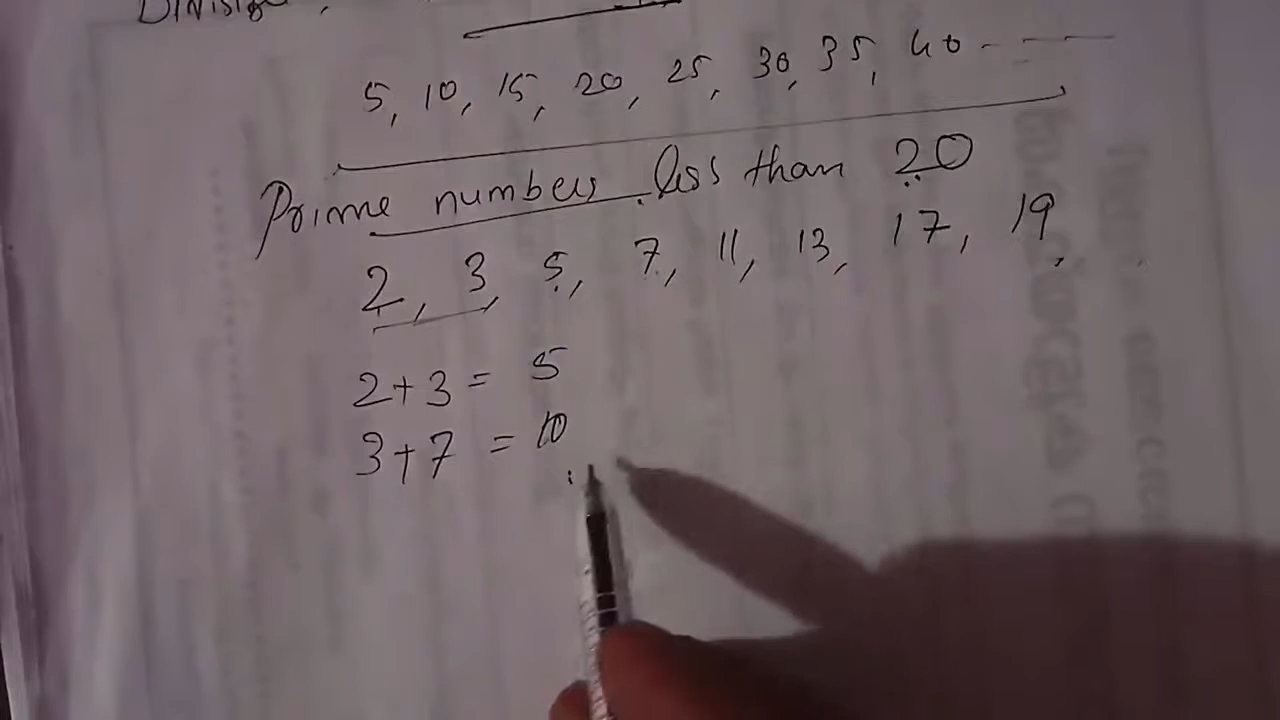 5, 10, 15, 20, 25, 30, 35, 40 - - —
Prime numbers less than 20
2, 3, 5, 7, 11, 13, 17, 19,
2+3 = 5
3+7 = 10